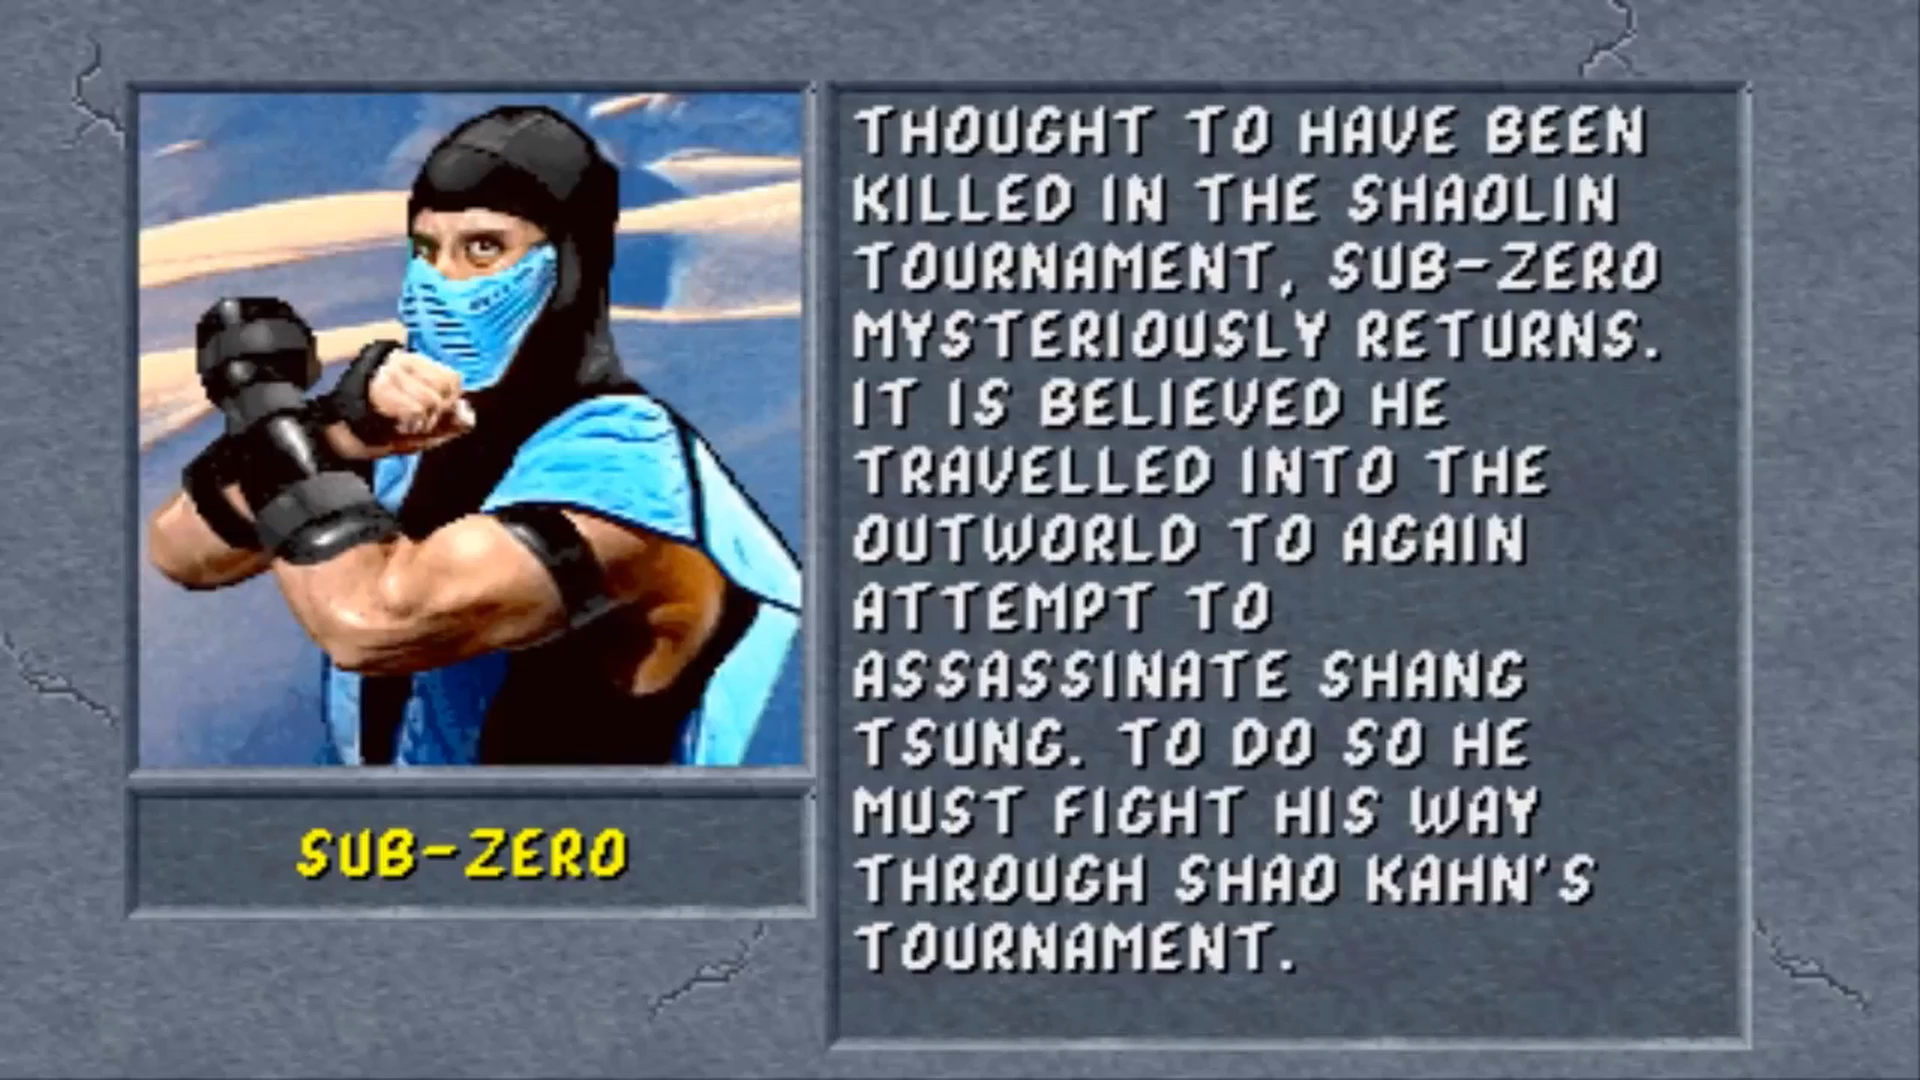 THOUGHT TO HAVE BEEN
KILLED IN THE SHAOLIN
TOURNAMENT, SUB-ZERO
MYSTERIOUSLY RETURNS.
IT IS BELIEVED HE
TRAVELLED INTO THE
OUTWORLD TO AGAIN
ATTEMPT TO
ASSASSINATE SHANG
TSUNG. TO DO SO HE
MUST FIGHT HIS WAY
THROUGH SHAO KAHN'S
TOURNAMENT.
SUB-ZERO